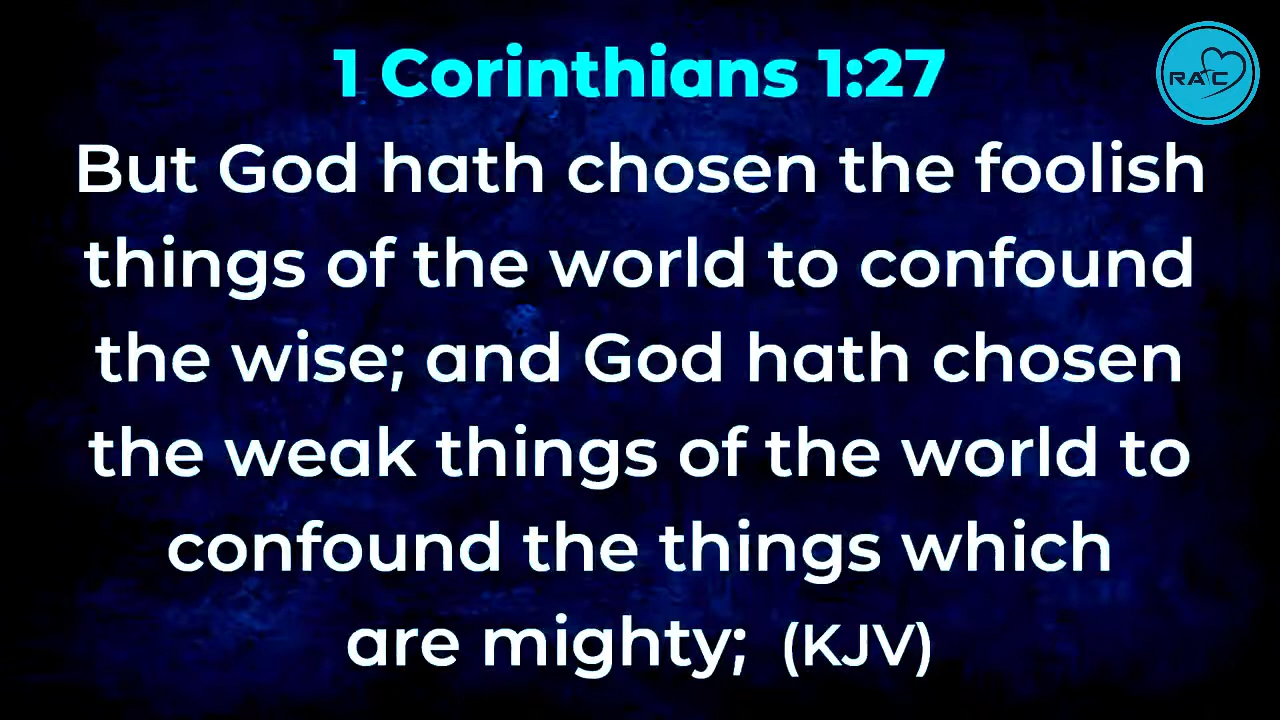 1 Corinthians 1:27
RAC
But God hath chosen the foolish
things of the world to confound
the wise; and God hath chosen
the weak things of the world to
confound the things which
are mighty; (KJV)